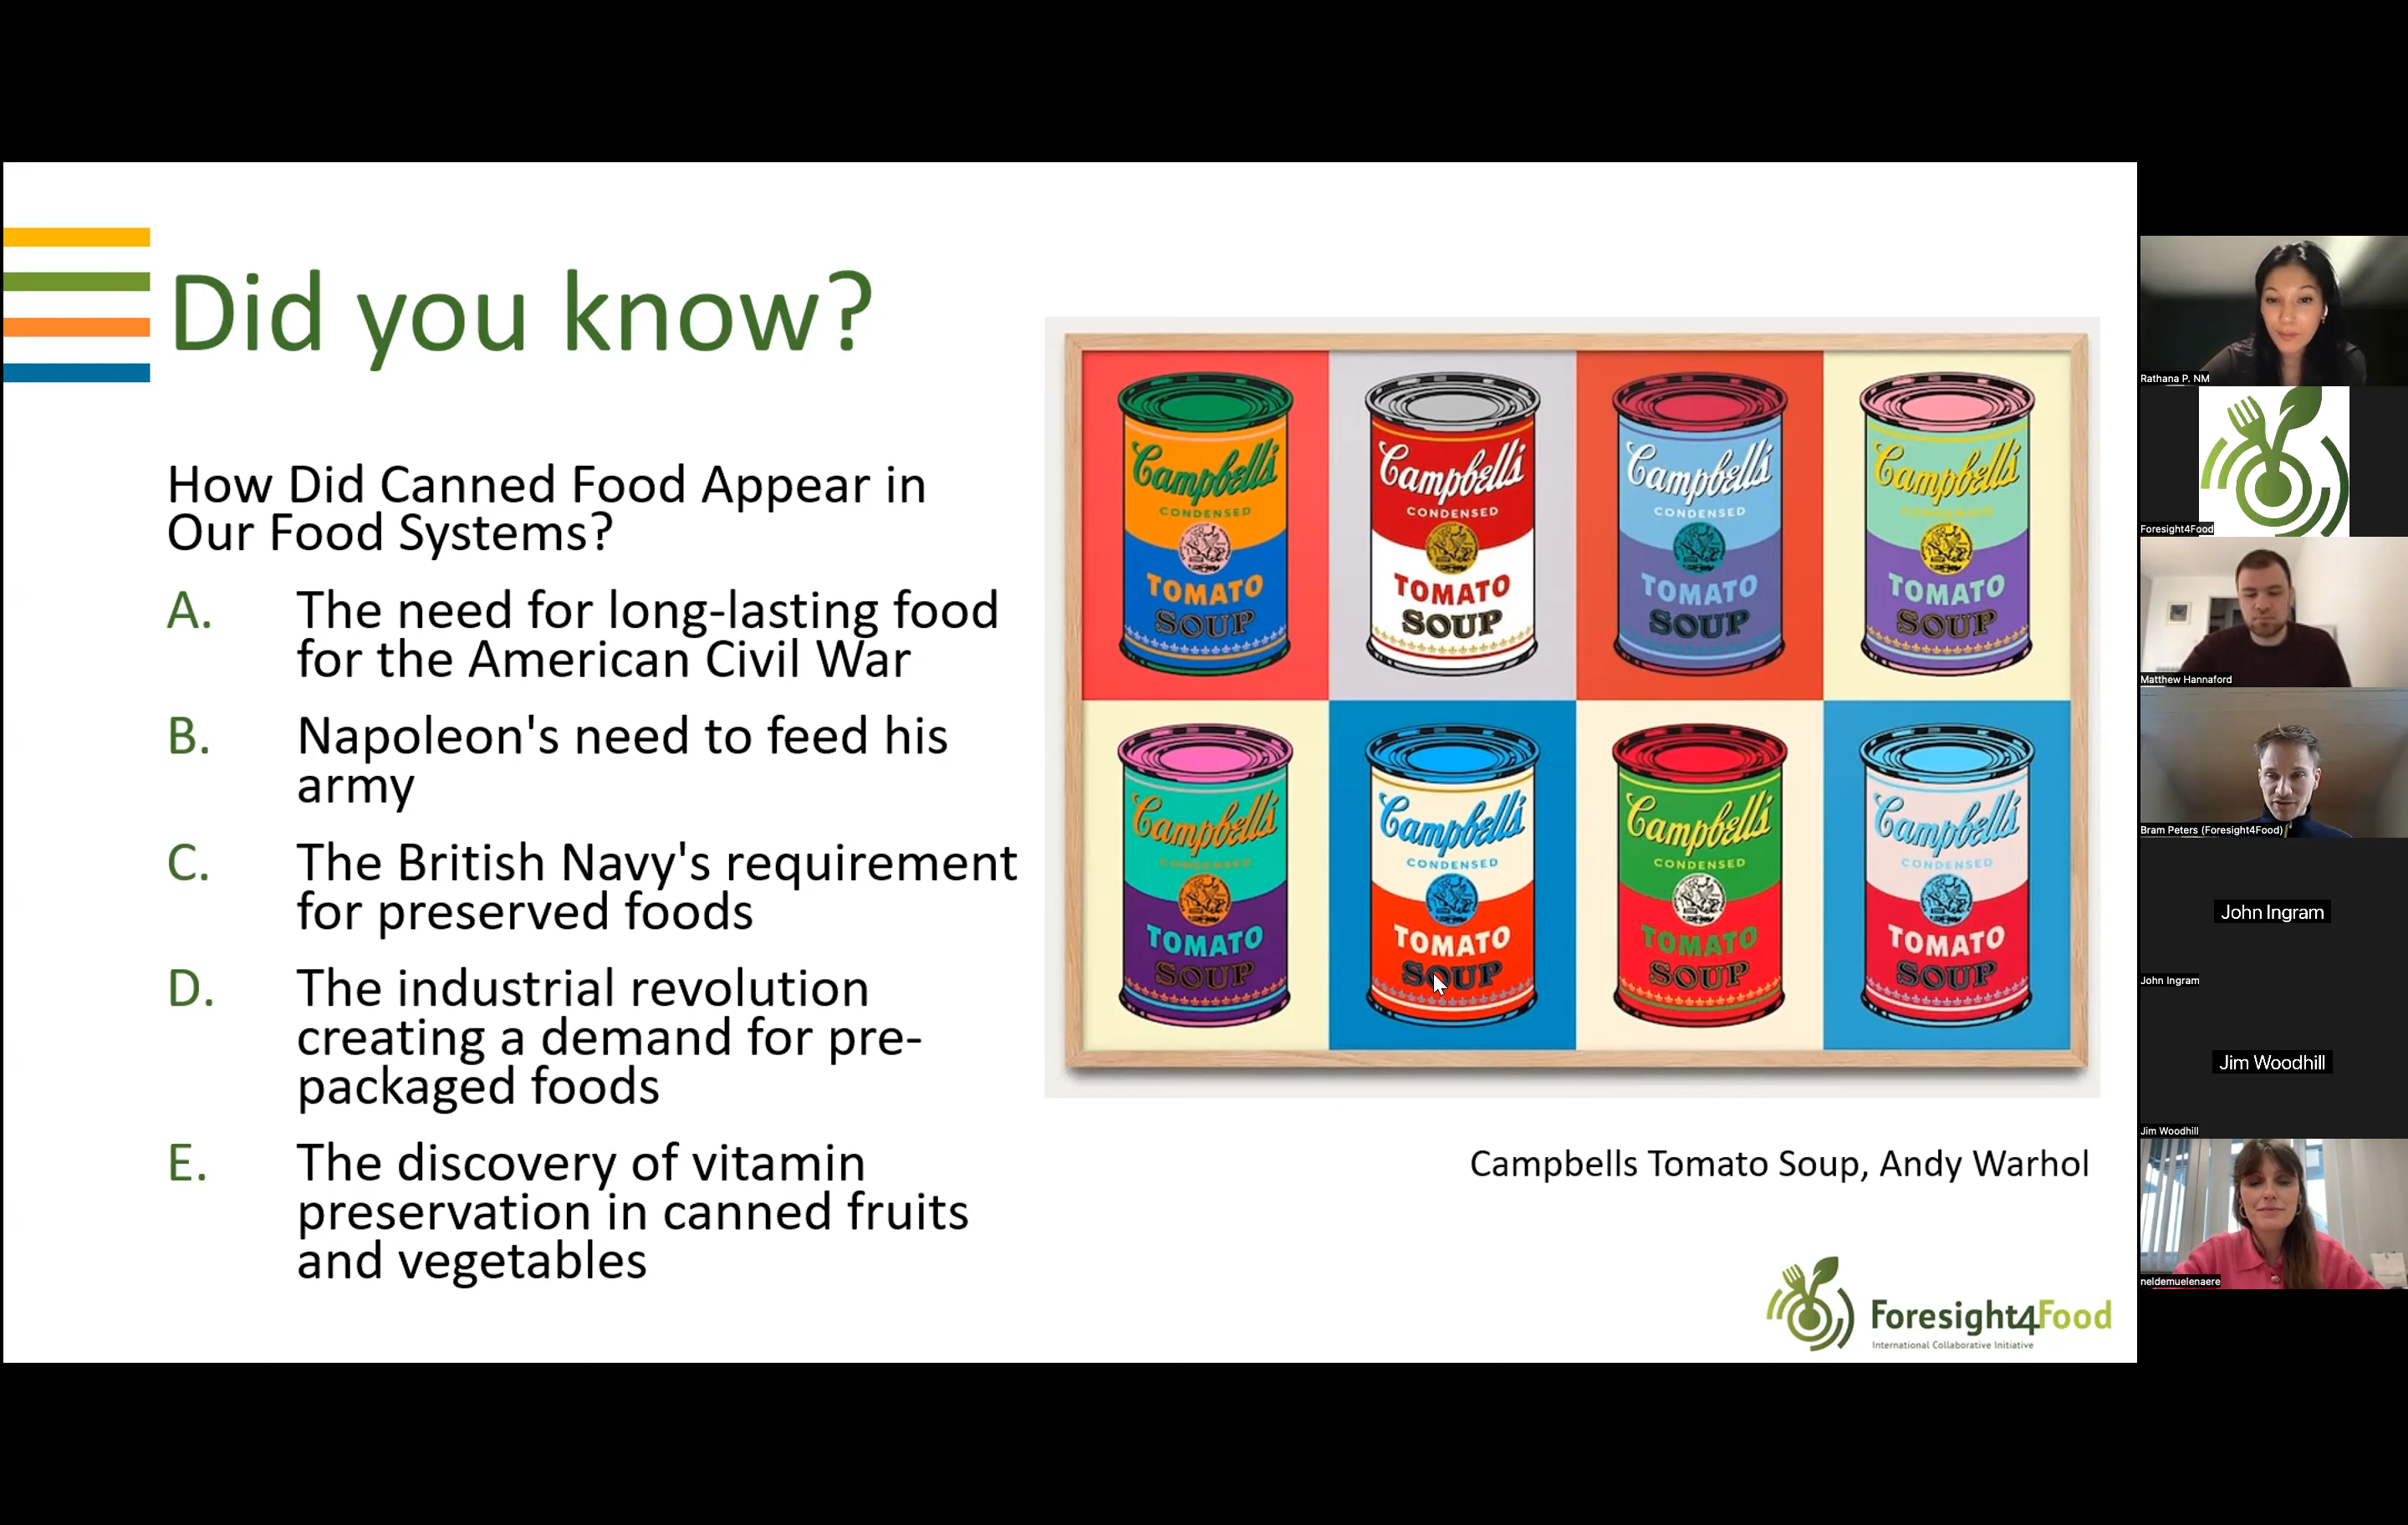 Did you know?
How Did Canned Food Appear in
Our Food Systems?
A. The need for long-lasting food
for the American Civil War
B. Napoleon's need to feed his
army
C. The British Navy's requirement
for preserved foods
D. The industrial revolution
creating a demand for pre-
packaged foods
E. The discovery of vitamin
preservation in canned fruits
and vegetables
Campbell's
CONDENSED
TOMATO
SOUP
Campbell's
CONDENSED
TOMATO
SOUP
Campbell's
CONDENSED
TOMATO
SOUP
Campbell's
CONDENSED
TOMATO
SOUP
Campbell's
CONDENSED
TOMATO
SOUP
Campbell's
CONDENSED
TOMATO
SOUP
Campbell's
CONDENSED
TOMATO
SOUP
Campbell's
CONDENSED
TOMATO
SOUP
Campbells Tomato Soup, Andy Warhol
Foresight4Food
International Collaborative Initiative
Rathana P. NM
Foresight4Food
Matthew Hannaford
Bram Peters (Foresight4Food)
John Ingram
John Ingram
Jim Woodhill
Jim Woodhill
neldemuelenaere